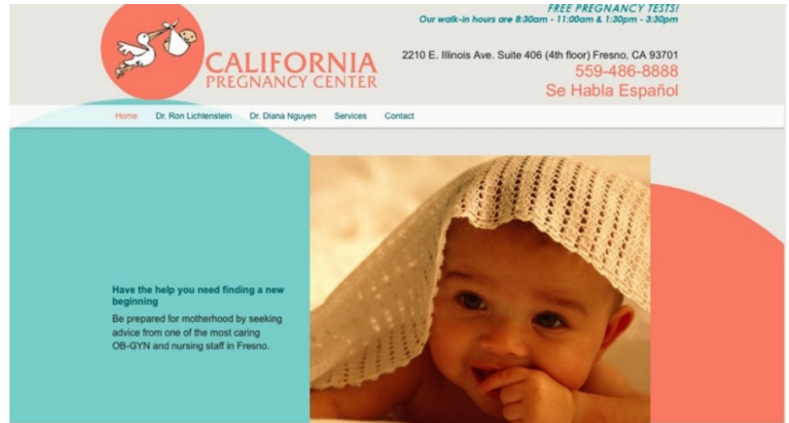 FREE PREGNANCY TESTS!
Our walk-in hours are 8:30am - 11:00am & 1:30pm - 3:30pm
CALIFORNIA
PREGNANCY CENTER
2210 E. Illinois Ave. Suite 406 (4th floor) Fresno, CA 93701
559-486-8888
Se Habla Español
Home Dr. Ron Lichtenstein Dr. Diana Nguyen Services Contact
Have the help you need finding a new
beginning
Be prepared for motherhood by seeking
advice from one of the most caring
OB-GYN and nursing staff in Fresno.